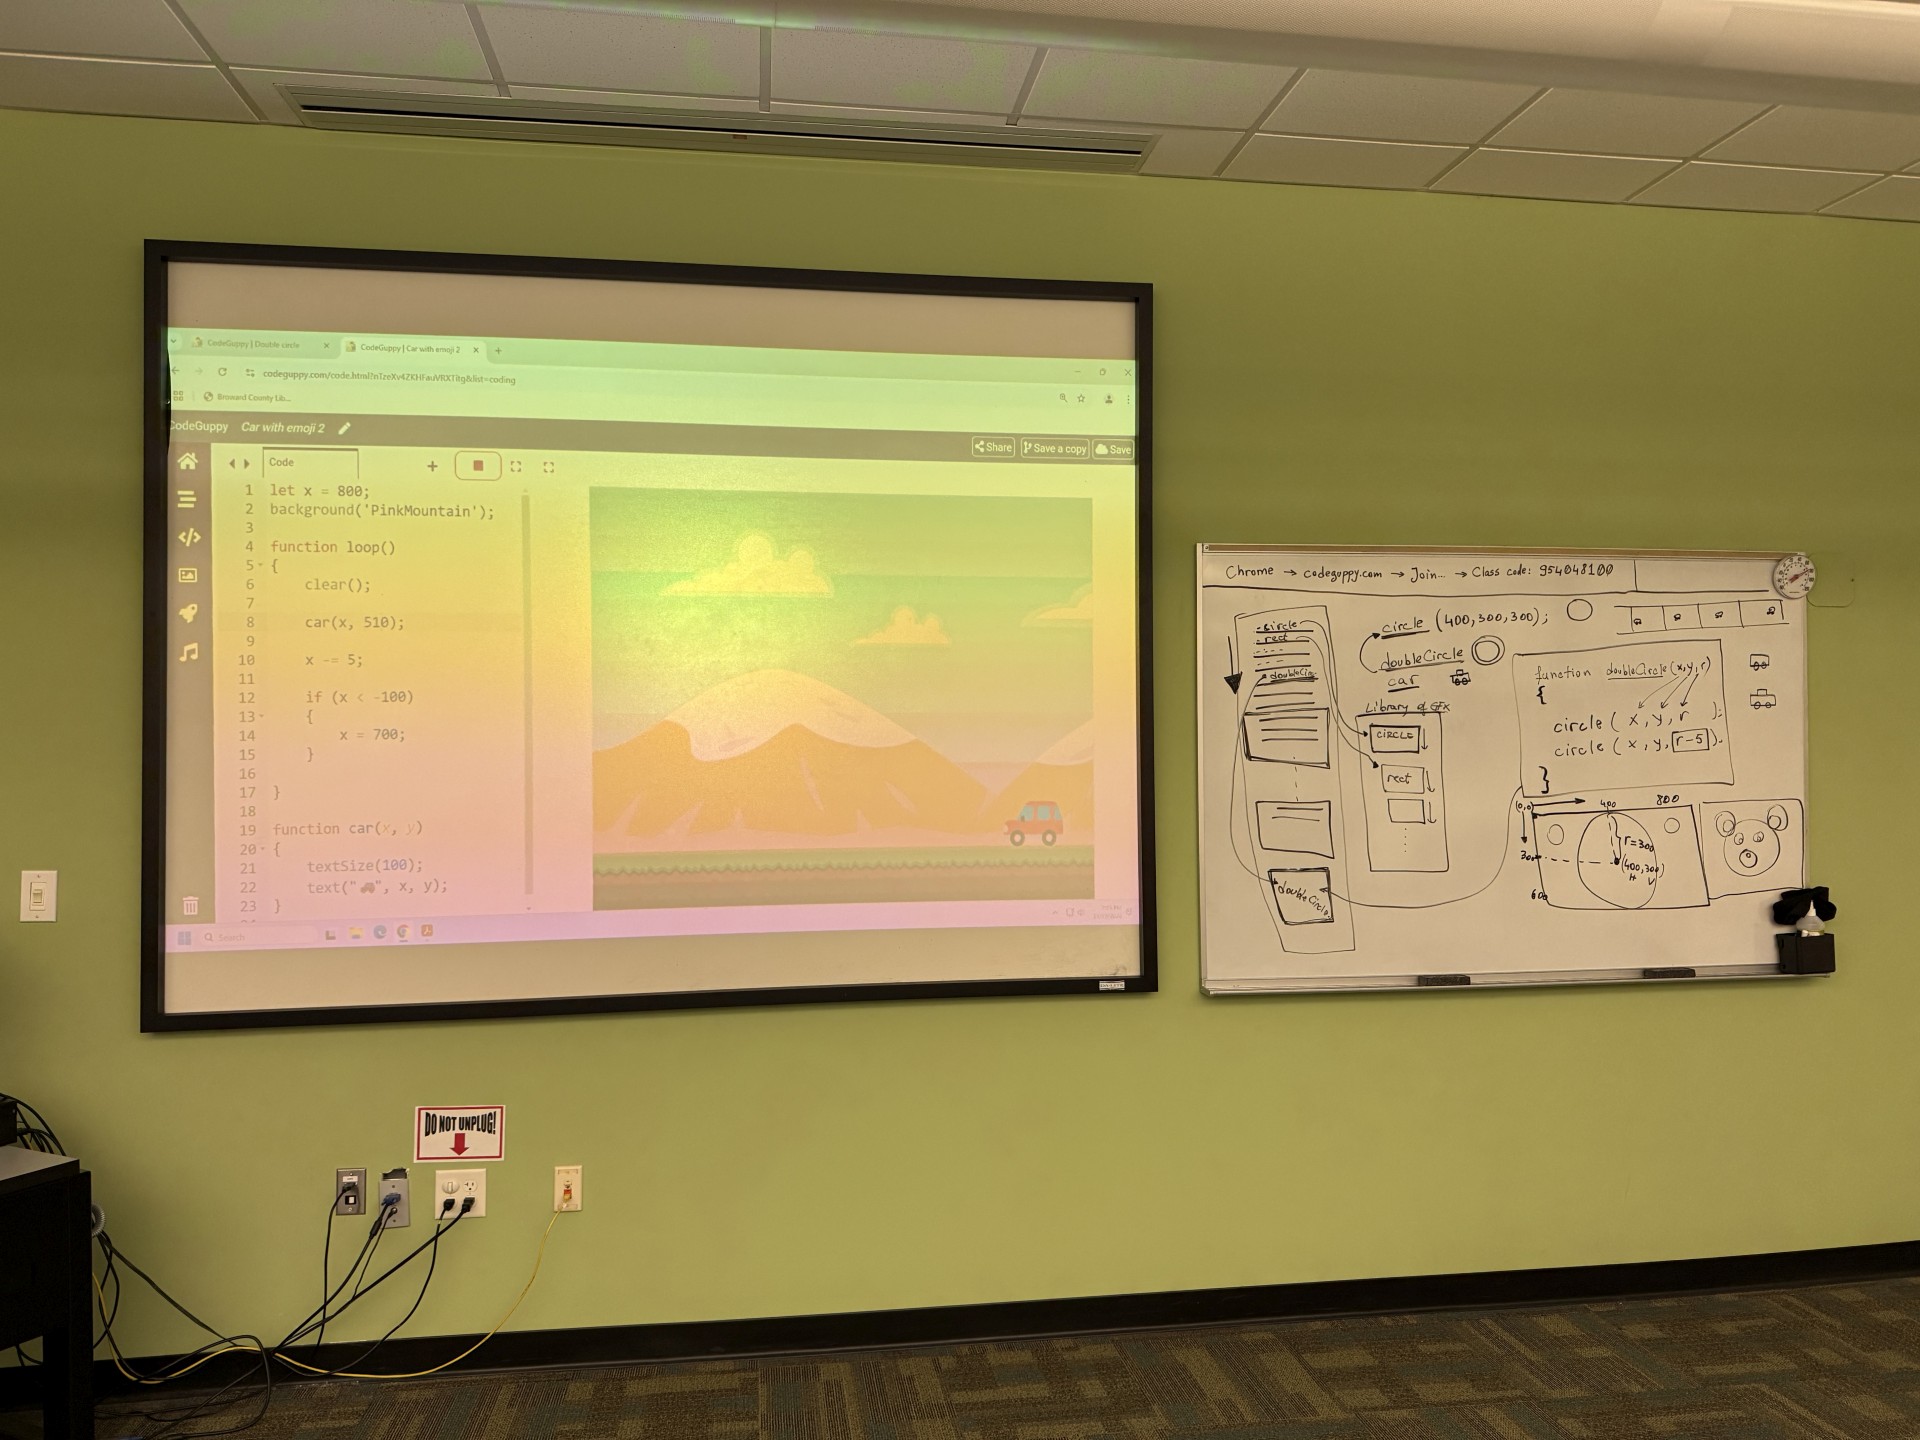 CodeGuppy | Double circle
CodeGuppy | Car with emoji 2
codeguppy.com/code.html?nTzeXv4ZKHFauVRXTitg&list=coding
Broward County Lib...
CodeGuppy Car with emoji 2
Share
Save a copy
Save
Code
1 let x = 800;
2 background('PinkMountain');
3
4 function loop()
5 {
6 clear();
7
8 car(x, 510);
9
10 x -= 5;
11
12 if (x < -100)
13 {
14 x = 700;
15 }
16
17 }
18
19 function car(x, y)
20 {
21 textSize(100);
22 text("🚗", x, y);
23 }
Search
Chrome → codeguppy.com → Join... → Class code: 954048100
circle
rect
doubleCirc
doubleCircle
circle (400,300,300);
doubleCircle
car
Library of GFX
CIRCLE
rect
function doubleCircle(x,y,r)
{
circle ( x, y, r );
circle ( x, y, r-5 );
}
(0,0)
400
800
r=300
300
(400,300)
H V
600
DO NOT UNPLUG!